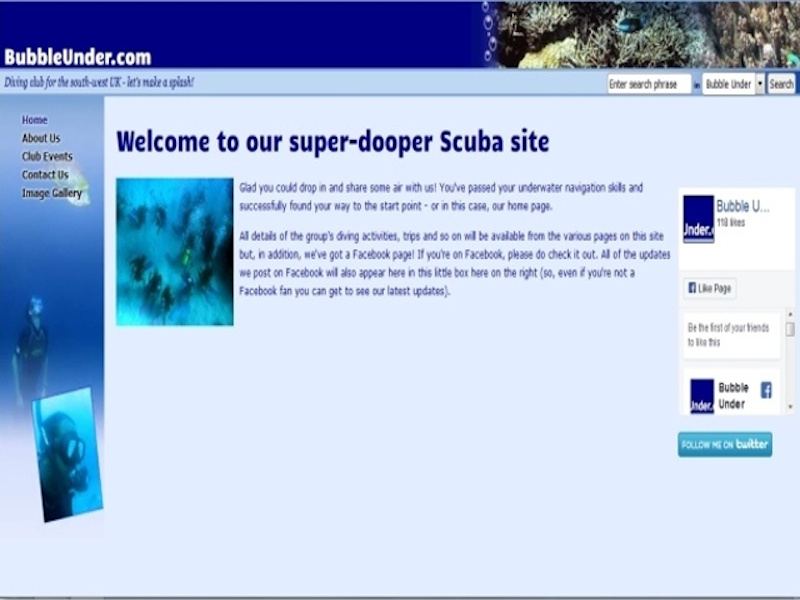 BubbleUnder.com
Diving club for the south-west UK - let's make a splash!
Enter search phrase in Bubble Under Search
Home
About Us
Club Events
Contact Us
Image Gallery
Welcome to our super-dooper Scuba site
Glad you could drop in and share some air with us! You've passed your underwater navigation skills and
successfully found your way to the start point - or in this case, our home page.
All details of the group's diving activities, trips and so on will be available from the various pages on this site
but, in addition, we've got a Facebook page! If you're on Facebook, please do check it out. All of the updates
we post on Facebook will also appear here in this little box here on the right (so, even if you're not a
Facebook fan you can get to see our latest updates).
Bubble U...
Jnder.
118 likes
Like Page
Be the first of your friends
to like this
Bubble
Under
Jnder.
FOLLOW ME ON twitter